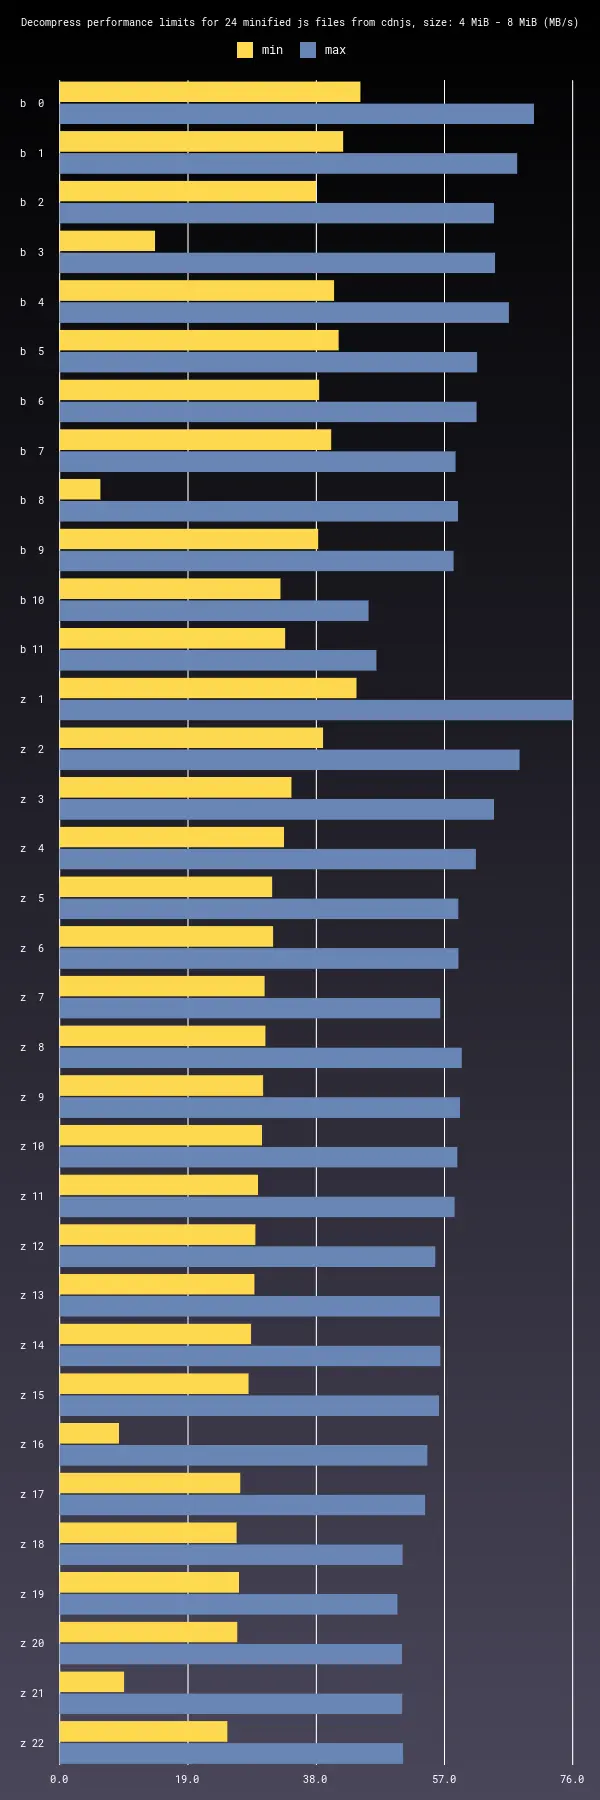 Decompress performance limits for 24 minified js files from cdnjs, size: 4 MiB - 8 MiB (MB/s)
min max
b 0
b 1
b 2
b 3
b 4
b 5
b 6
b 7
b 8
b 9
b 10
b 11
z 1
z 2
z 3
z 4
z 5
z 6
z 7
z 8
z 9
z 10
z 11
z 12
z 13
z 14
z 15
z 16
z 17
z 18
z 19
z 20
z 21
z 22
0.0 19.0 38.0 57.0 76.0